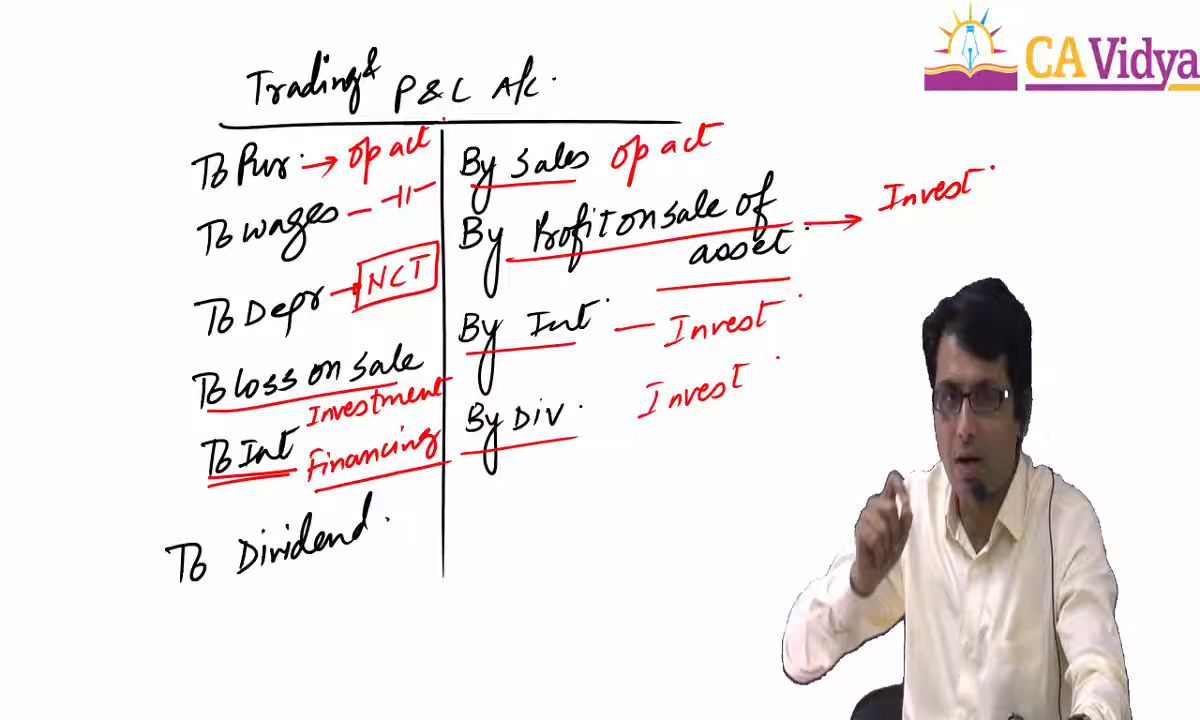 CA Vidya
Trading & P & L A/c.
To Pur. → op act
To wages — -11-
To Depr → NCT
To loss on sale
Investment
To Int Financing
To Dividend.
By Sales op act
By Profit on sale of → Invest.
asset.
By Int. — Invest.
By Div. Invest.